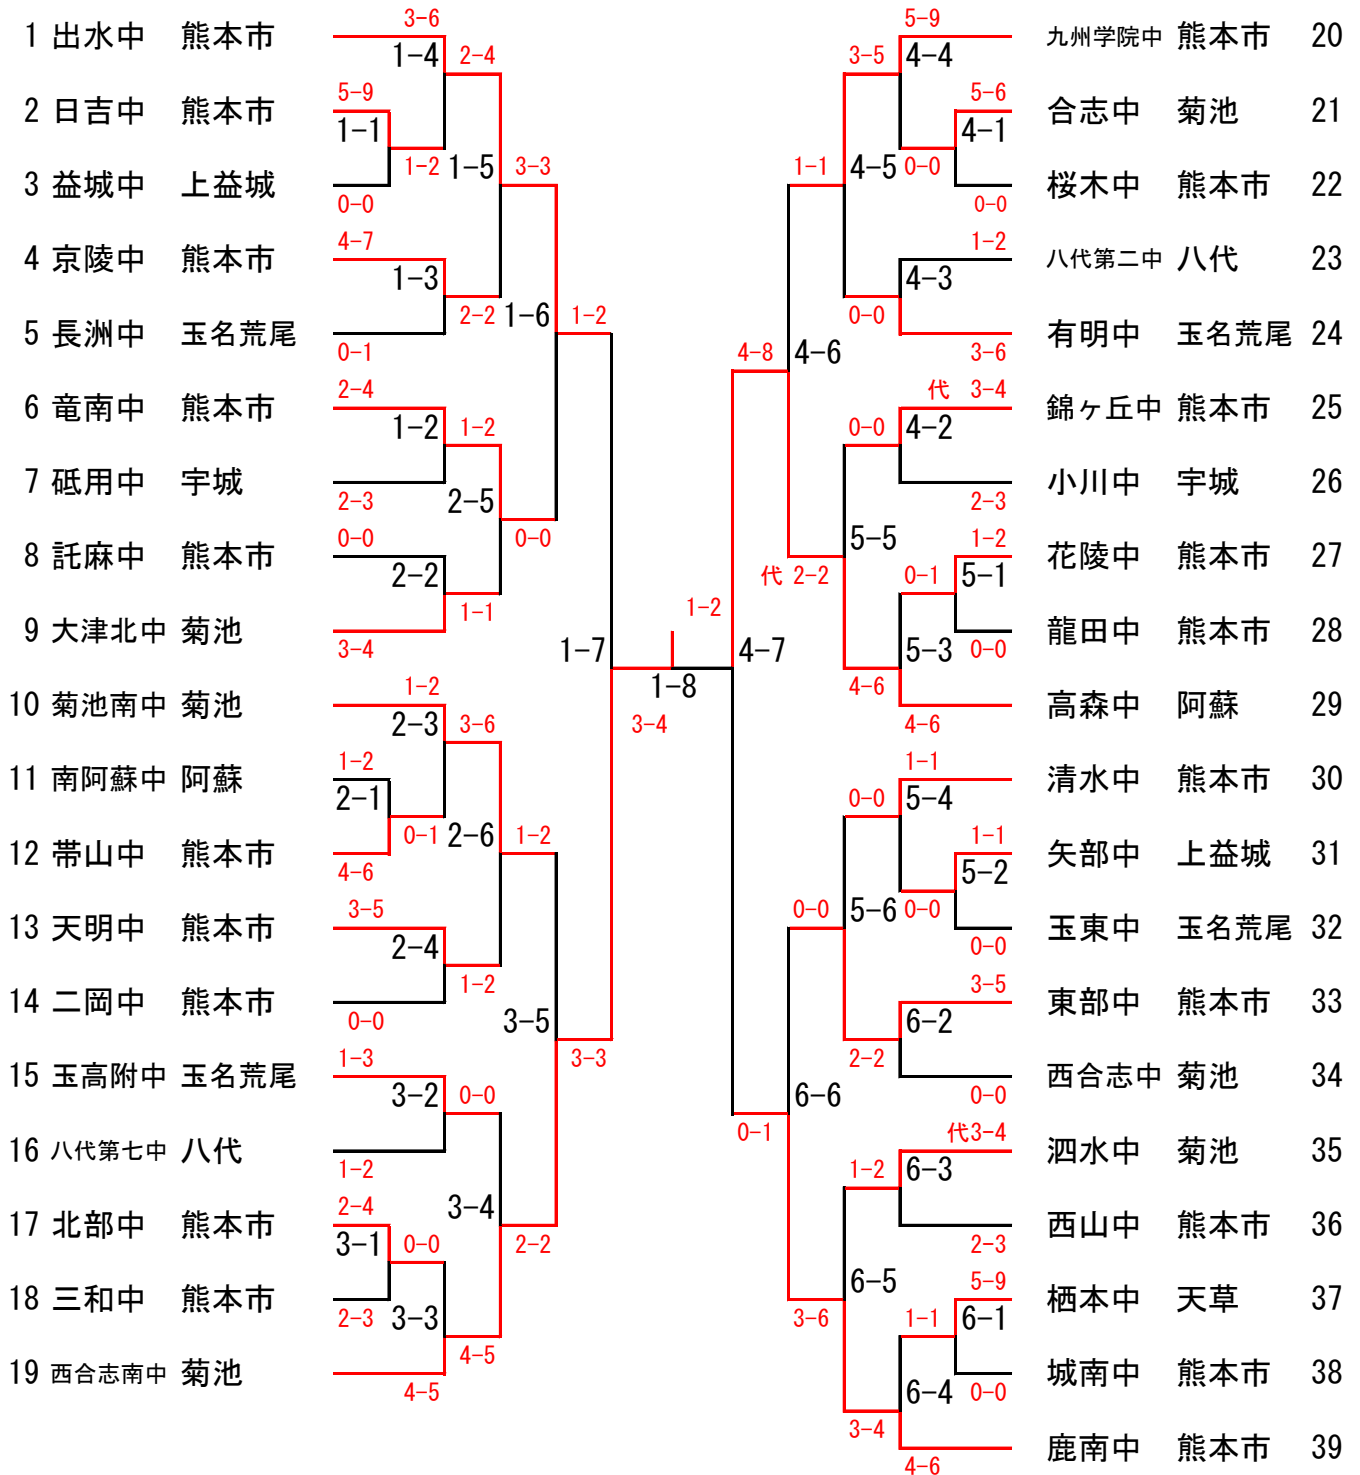 3-6
5-9
1 出水中 熊本市
九州学院中 熊本市 20
1-4 2-4
3-5 4-4
5-9
5-6
2 日吉中 熊本市
合志中 菊池 21
1-1
4-1
1-2 1-5 3-3
1-1 4-5 0-0
3 益城中 上益城
桜木中 熊本市 22
0-0
0-0
4-7
1-2
4 京陵中 熊本市
八代第二中 八代 23
1-3
4-3
2-2 1-6 1-2
0-0
5 長洲中 玉名荒尾
有明中 玉名荒尾 24
0-1
4-8 4-6
3-6
2-4
代 3-4
6 竜南中 熊本市
錦ヶ丘中 熊本市 25
1-2 1-2
0-0 4-2
7 砥用中 宇城
小川中 宇城 26
2-3 2-5
2-3
0-0 0-0
5-5 1-2
8 託麻中 熊本市
花陵中 熊本市 27
2-2
代 2-2 0-1 5-1
1-1
1-2
9 大津北中 菊池
龍田中 熊本市 28
3-4 1-7
4-7 5-3 0-0
1-2 1-8
4-6
10 菊池南中 菊池
高森中 阿蘇 29
2-3 3-6 3-4
4-6
1-2
1-1
11 南阿蘇中 阿蘇
清水中 熊本市 30
2-1
0-0 5-4
0-1 2-6 1-2
1-1
12 帯山中 熊本市
矢部中 上益城 31
4-6
5-2
3-5
0-0 5-6 0-0
13 天明中 熊本市
玉東中 玉名荒尾 32
2-4
0-0
1-2
3-5
14 二岡中 熊本市
東部中 熊本市 33
0-0 3-5
6-2
1-3 3-3
2-2
15 玉高附中 玉名荒尾
西合志中 菊池 34
3-2 0-0
6-6 0-0
0-1 代3-4
16 八代第七中 八代
泗水中 菊池 35
1-2
1-2 6-3
2-4 3-4
17 北部中 熊本市
西山中 熊本市 36
3-1 0-0 2-2
2-3
6-5 5-9
18 三和中 熊本市
栖本中 天草 37
2-3 3-3
3-6 1-1 6-1
4-5
19 西合志南中 菊池
城南中 熊本市 38
4-5
6-4 0-0
3-4
鹿南中 熊本市 39
4-6